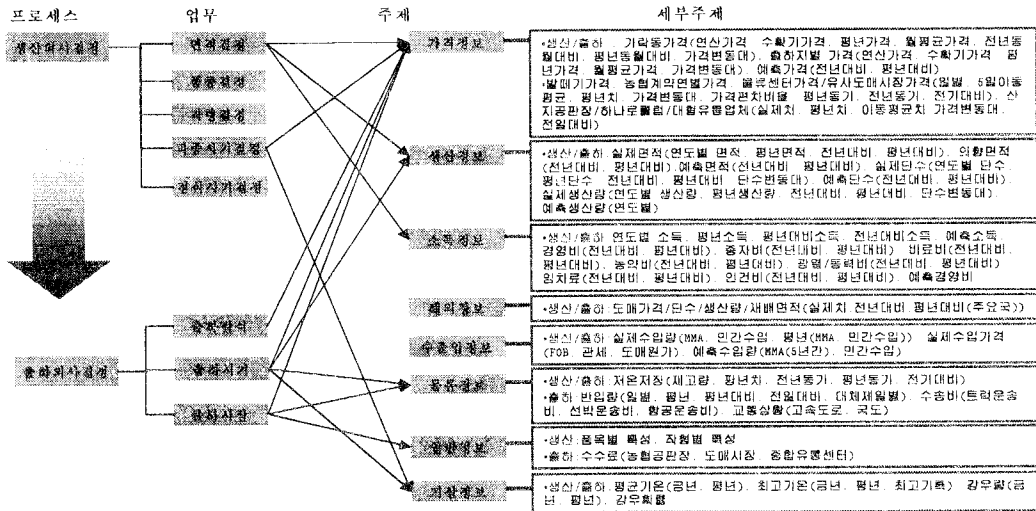 프로세스
업무
주제
세부주제
생산의사결정
면적결정
품종결정
작형결정
파종시기결정
출하방식
출하시기
출하의사결정
출하시장
가격정보
생산정보
소득정보
해외정보
수출입정보
물류정보
일반정보
기상정보
•생산/출하: 가락동가격(연산가격, 수확기가격, 평년가격, 월평균가격, 전년동
월대비, 평년동월대비, 가격변동대), 출하지별 가격(연산가격, 수확기가격, 평
년가격, 월평균가격, 가격변동대), 예측가격(전년대비, 평년대비)
•밭떼기가격, 농협계약연별가격, 물류센터가격/유사도매시장가격(일별, 5일이동
평균, 평년치, 가격변동대, 가격편차비율, 평년동기, 전년동기, 전기대비), 산
지공판장/하나로클럽/대형유통업체(실제치, 평년치, 이동평균치 가격변동대,
전일대비)
•생산/출하:실제면적(연도별 면적, 평년면적, 전년대비, 평년대비), 의향면적
(전년대비, 평년대비),예측면적(전년대비, 평년대비), 실제단수(연도별 단수,
평년단수, 전년대비, 평년대비, 단수변동대), 예측단수(전년대비, 평년대비),
실제생산량(연도별 생산량, 평년생산량, 전년대비, 평년대비, 단수변동대),
예측생산량(연도별)
•생산/출하:연도별 소득, 평년소득, 평년대비소득, 전년대비소득, 예측소득,
경영비(전년대비, 평년대비), 종자비(전년대비, 평년대비), 비료비(전년대비,
평년대비), 농약비(전년대비, 평년대비), 광열/동력비(전년대비, 평년대비)
임차료(전년대비, 평년대비), 인건비(전년대비, 평년대비), 예측경영비
•생산/출하:도매가격/단수/생산량/재배면적(실제치,전년대비,평년대비(주요국))
•생산/출하:실제수입량(MMA, 민간수입, 평년(MMA, 민간수입)), 실제수입가격
(FOB, 관세, 도매원가), 예측수입량(MMA(5년간), 민간수입)
•생산/출하:저온저장(재고량, 전년동기, 평년동기, 전기대비)
•출하:반입량(일별, 평년, 평년대비, 전일대비, 대체재일별), 수송비(트럭운송
비, 선박운송비, 항공운송비), 교통상황(고속도로, 국도)
•생산:품목별 특성, 작형별 특성
•출하:수수료(농협공판장, 도매시장, 종합유통센터)
•생산/출하:평균기온(금년, 평년), 최고기온(금년, 평년, 최고기록), 강우량(금
년, 평년), 강우확률